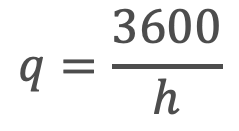 q = 3600 / h